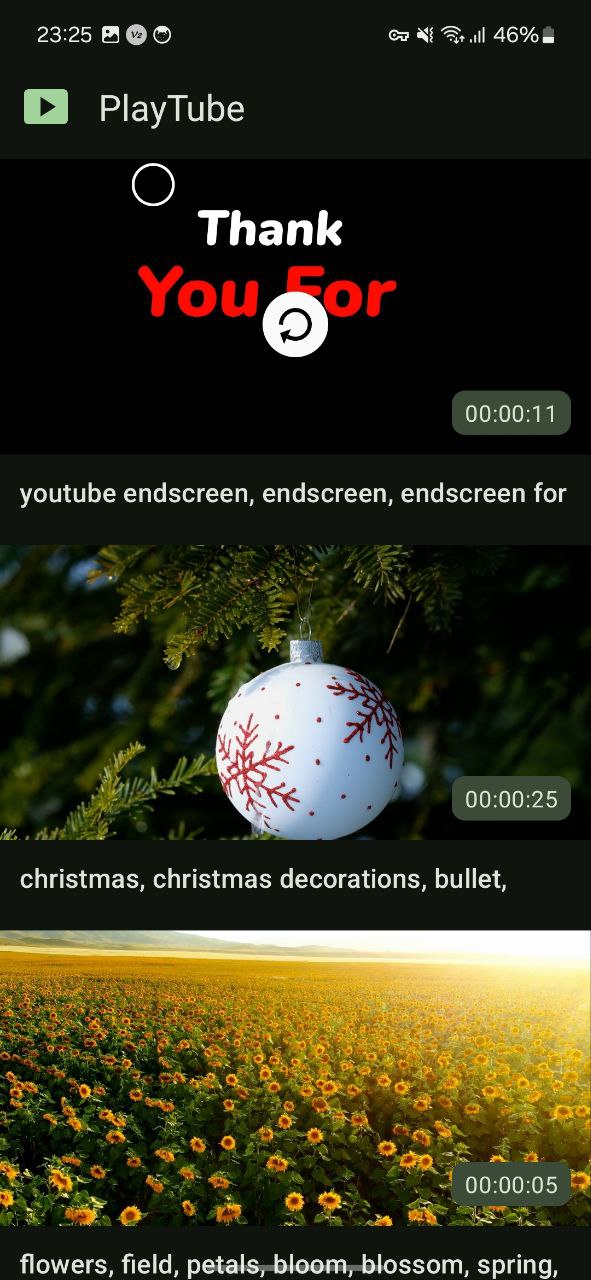 23:25
V2
46%
PlayTube
Thank
You For
00:00:11
youtube endscreen, endscreen, endscreen for
00:00:25
christmas, christmas decorations, bullet,
00:00:05
flowers, field, petals, bloom, blossom, spring,